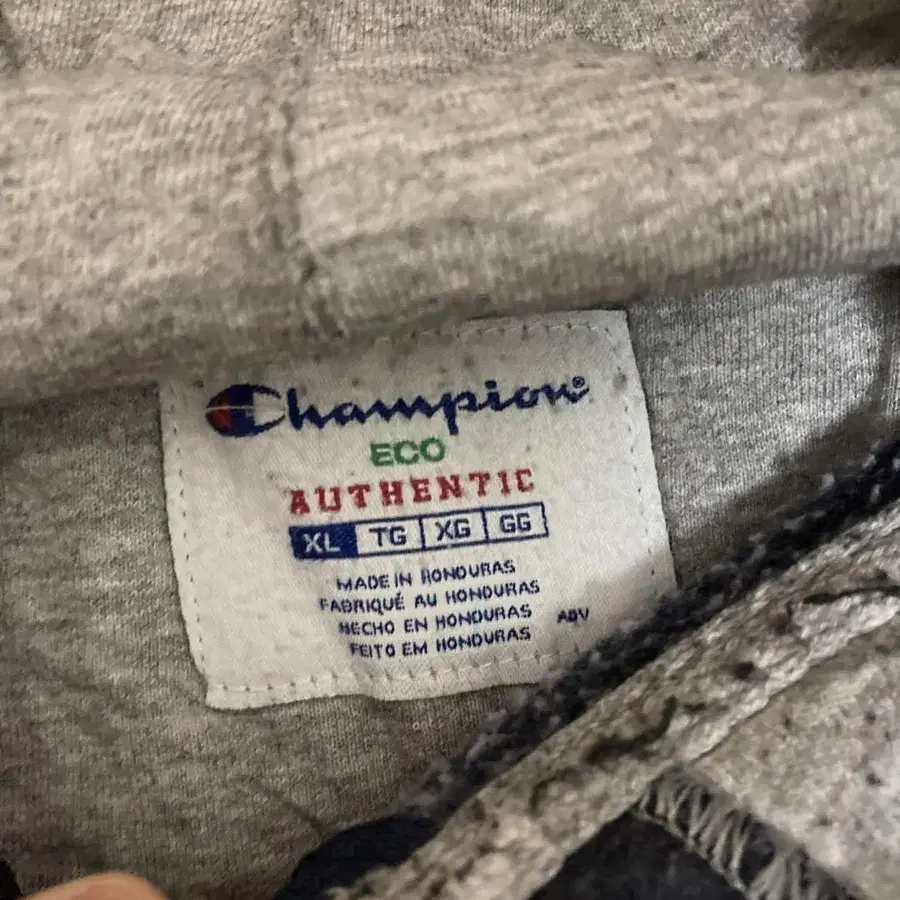 Champion®
ECO
AUTHENTIC
XL TG XG GG
MADE IN HONDURAS
FABRIQUÉ AU HONDURAS
HECHO EN HONDURAS
FEITO EM HONDURAS ABV